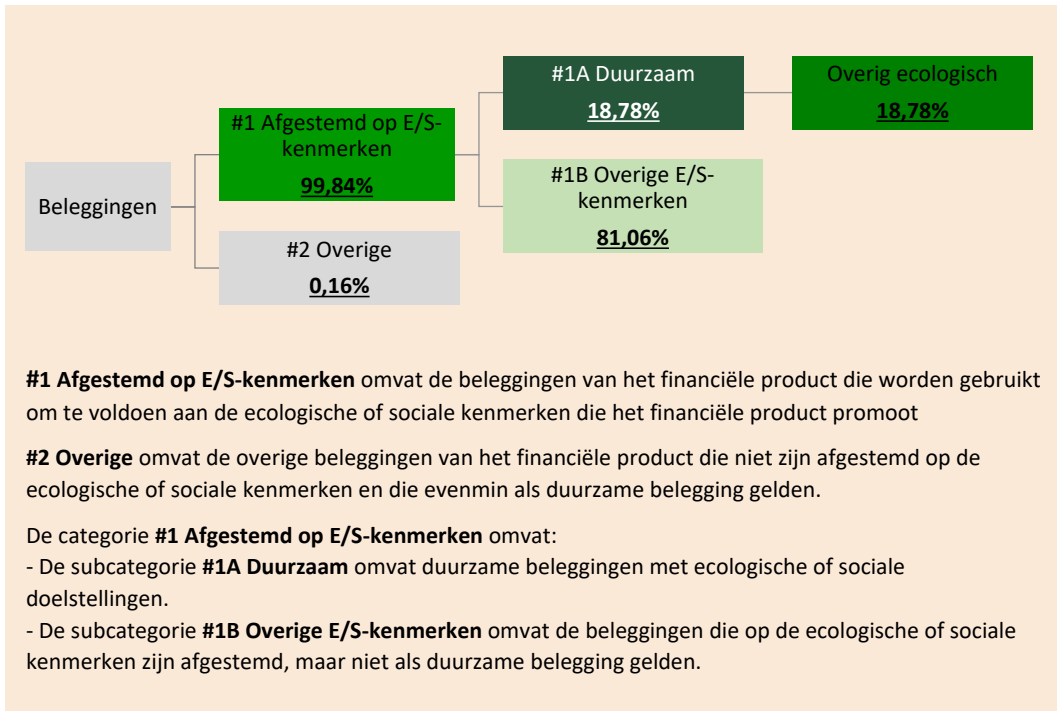 #1A Duurzaam
18,78%
Overig ecologisch
18,78%
#1 Afgestemd op E/S-
kenmerken
99,84%
#1B Overige E/S-
kenmerken
81,06%
Beleggingen
#2 Overige
0,16%
#1 Afgestemd op E/S-kenmerken omvat de beleggingen van het financiële product die worden gebruikt
om te voldoen aan de ecologische of sociale kenmerken die het financiële product promoot
#2 Overige omvat de overige beleggingen van het financiële product die niet zijn afgestemd op de
ecologische of sociale kenmerken en die evenmin als duurzame belegging gelden.
De categorie #1 Afgestemd op E/S-kenmerken omvat:
- De subcategorie #1A Duurzaam omvat duurzame beleggingen met ecologische of sociale
doelstellingen.
- De subcategorie #1B Overige E/S-kenmerken omvat de beleggingen die op de ecologische of sociale
kenmerken zijn afgestemd, maar niet als duurzame belegging gelden.